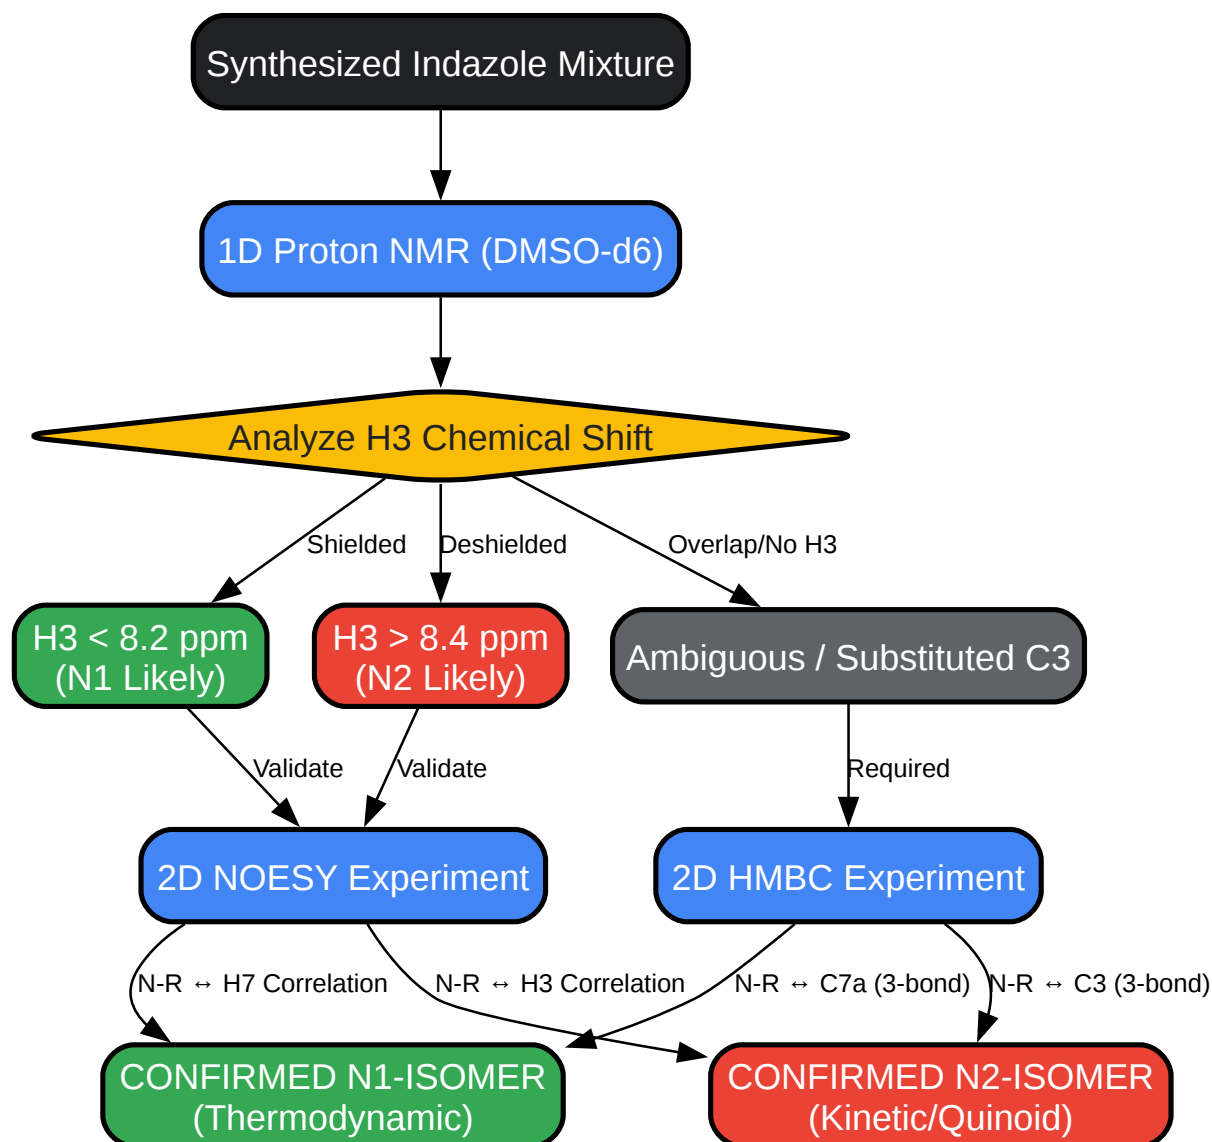 Synthesized Indazole Mixture
1D Proton NMR (DMSO-d6)
Analyze H3 Chemical Shift
Shielded
Deshielded
Overlap/No H3
H3 < 8.2 ppm
(N1 Likely)
H3 > 8.4 ppm
(N2 Likely)
Ambiguous / Substituted C3
Validate
Validate
Required
2D NOESY Experiment
2D HMBC Experiment
N-R ↔ H7 Correlation
N-R ↔ H3 Correlation
N-R ↔ C7a (3-bond)
N-R ↔ C3 (3-bond)
CONFIRMED N1-ISOMER
(Thermodynamic)
CONFIRMED N2-ISOMER
(Kinetic/Quinoid)